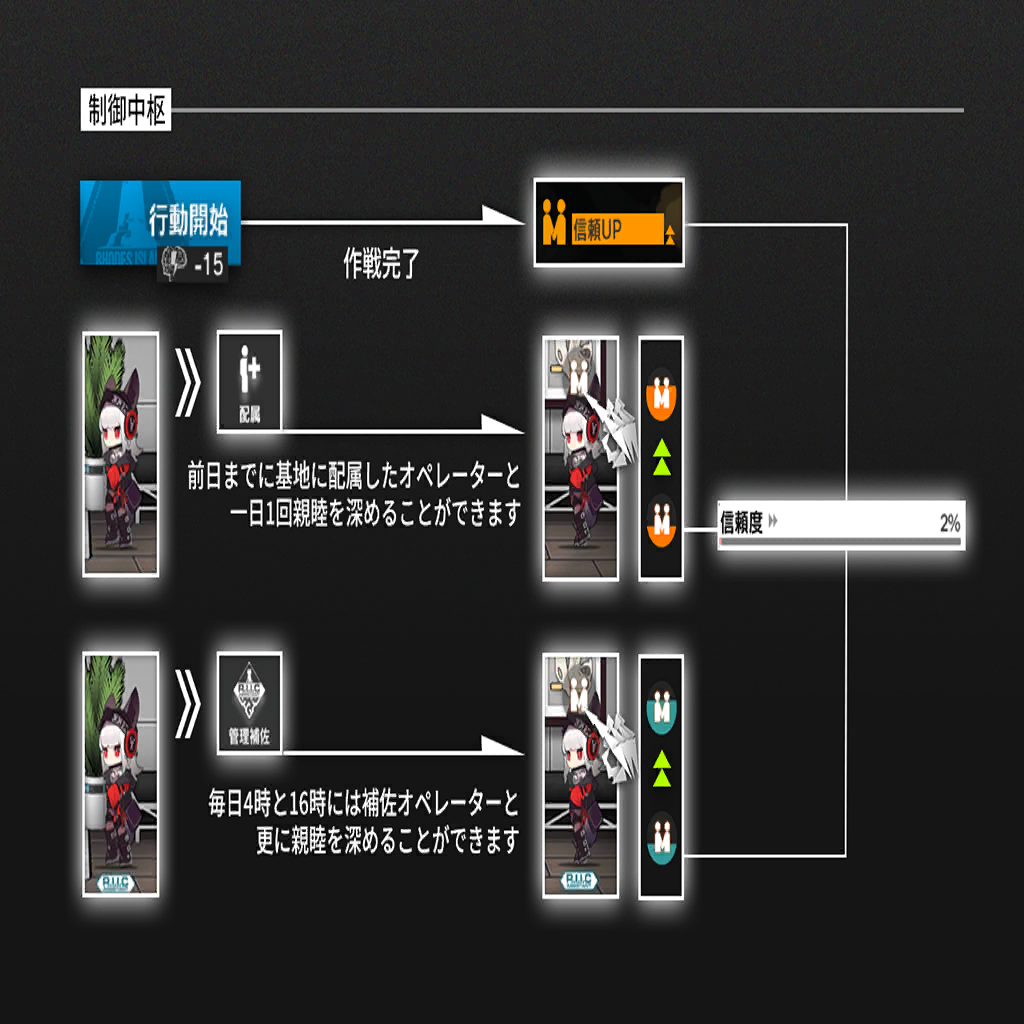 制御中枢
行動開始
RHODES ISLA
-15
作戦完了
信頼UP
配属
前日までに基地に配属したオペレーターと
一日1回親睦を深めることができます
信頼度
2%
R.I.I.C
管理補佐
毎日4時と16時には補佐オペレーターと
更に親睦を深めることができます
R.I.I.C
R.I.I.C